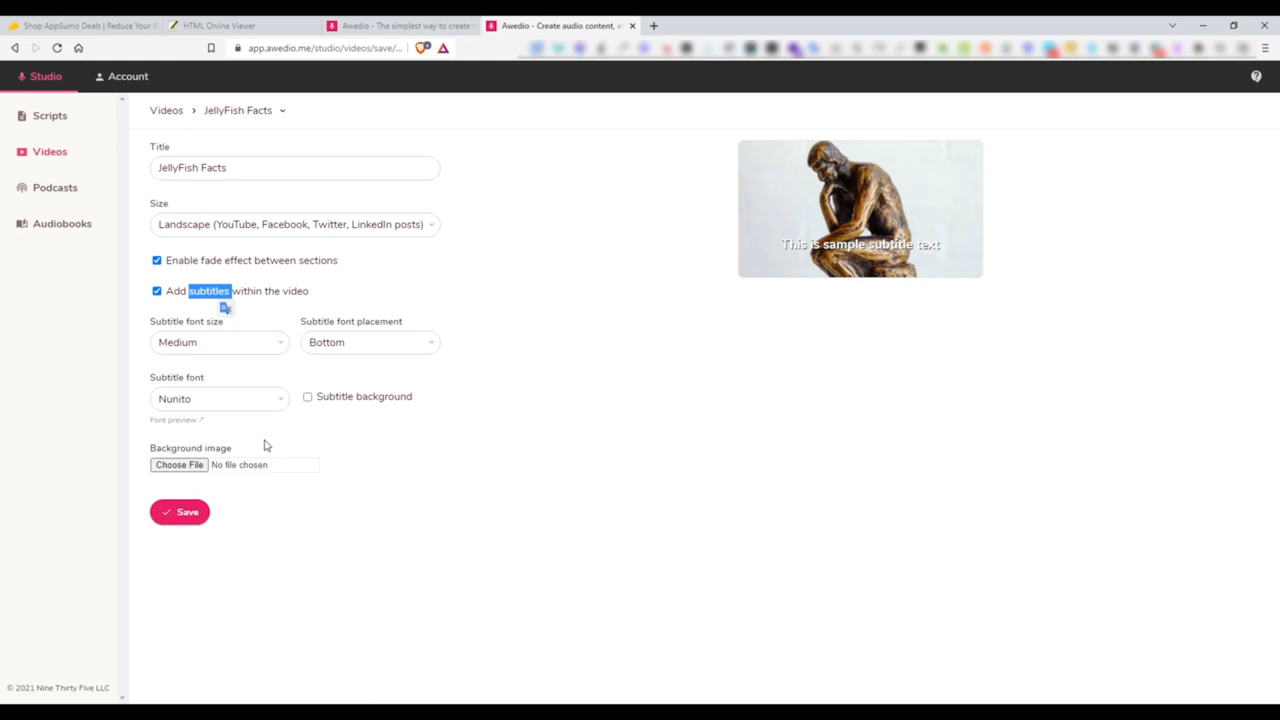 Shop AppSumo Deals | Reduce Your
HTML Online Viewer
Awedio - The simplest way to create
Awedio - Create audio content, e
app.awedio.me/studio/videos/save/...
Studio
Account
Scripts
Videos
Podcasts
Audiobooks
Videos > JellyFish Facts
Title
JellyFish Facts
Size
Landscape (YouTube, Facebook, Twitter, LinkedIn posts)
Enable fade effect between sections
Add subtitles within the video
Subtitle font size
Subtitle font placement
Medium
Bottom
Subtitle font
Nunito
Subtitle background
Font preview ↗
Background image
Choose File No file chosen
Save
This is sample subtitle text
© 2021 Nine Thirty Five LLC